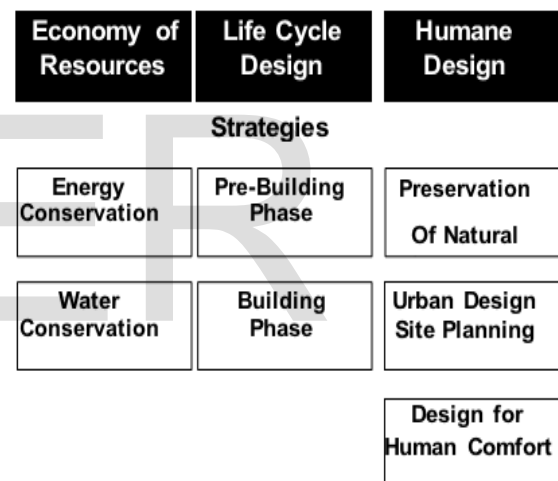 Economy of
Resources
Life Cycle
Design
Humane
Design
Strategies
Energy
Conservation
Pre-Building
Phase
Preservation
Of Natural
Water
Conservation
Building
Phase
Urban Design
Site Planning
Design for
Human Comfort
ER